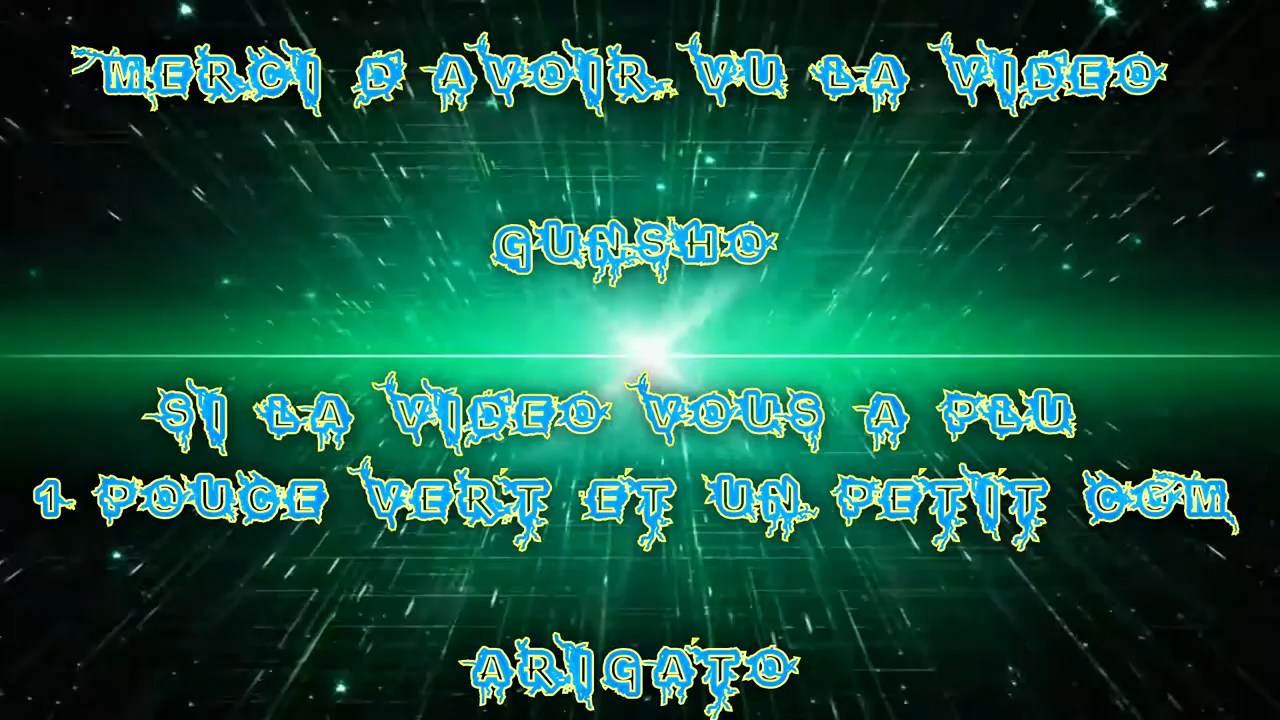 MERCI D AVOIR VU LA VIDEO
GUNSHO
SI LA VIDEO VOUS A PLU
1 POUCE VERT ET UN PETIT COM
ARIGATO